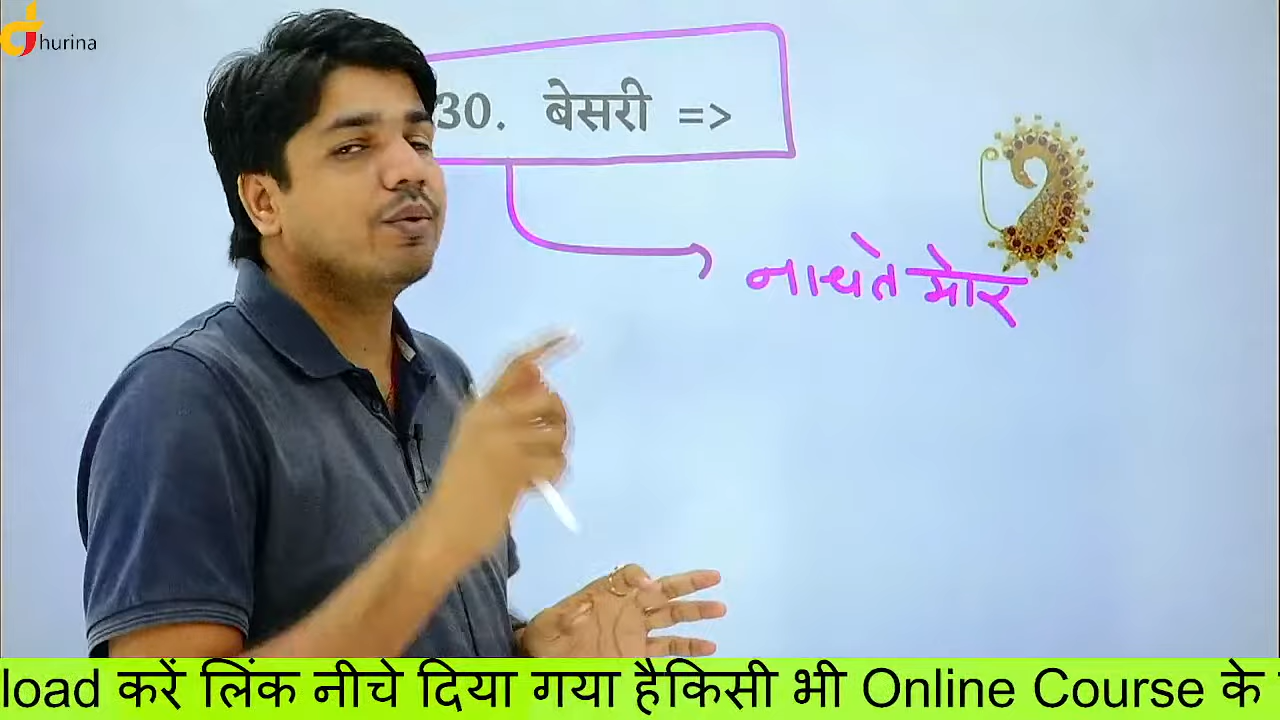 hurina
30. बेसरी =>
नाचते मोर
load करें लिंक नीचे दिया गया हैकिसी भी Online Course के